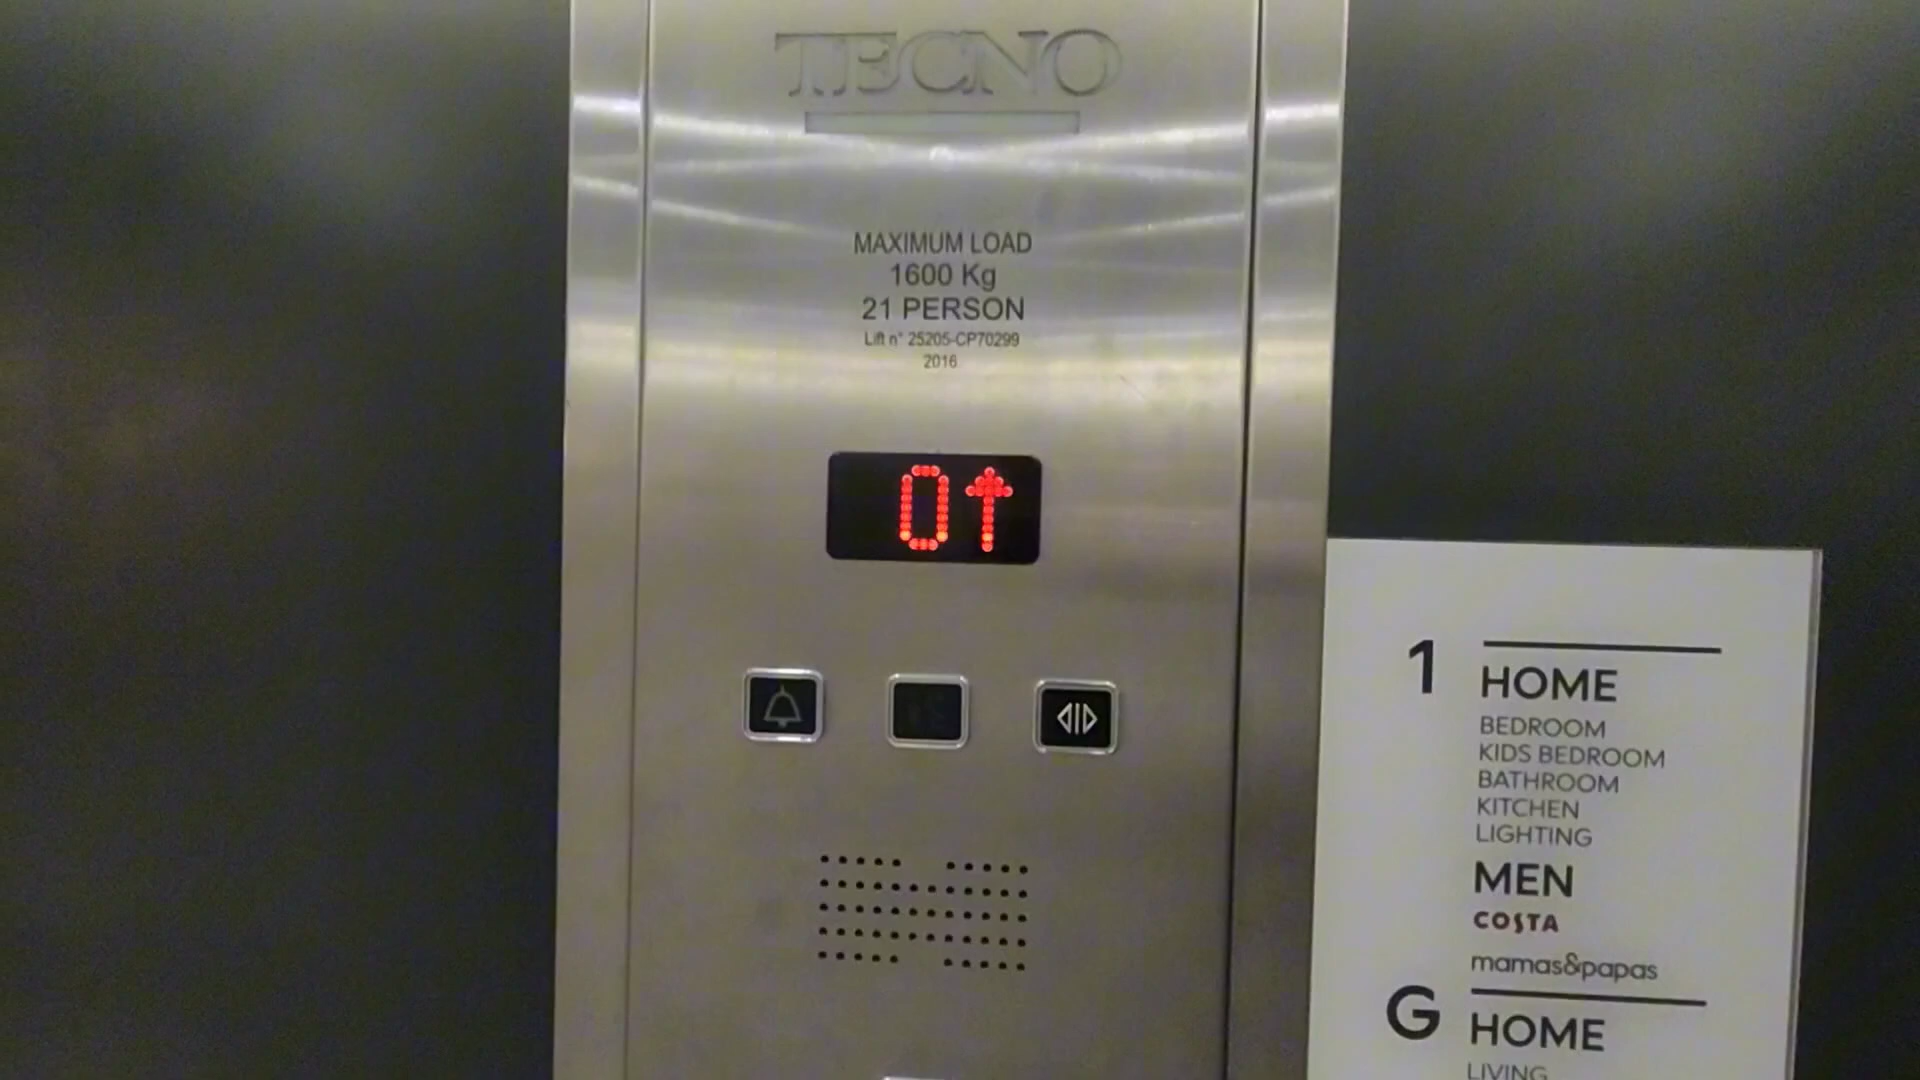 TECNO
MAXIMUM LOAD
1600 Kg
21 PERSON
Lift n° 25205-CP70299
2016
0↑
1
HOME
BEDROOM
KIDS BEDROOM
BATHROOM
KITCHEN
LIGHTING
MEN
COSTA
mamas&papas
G
HOME
LIVING